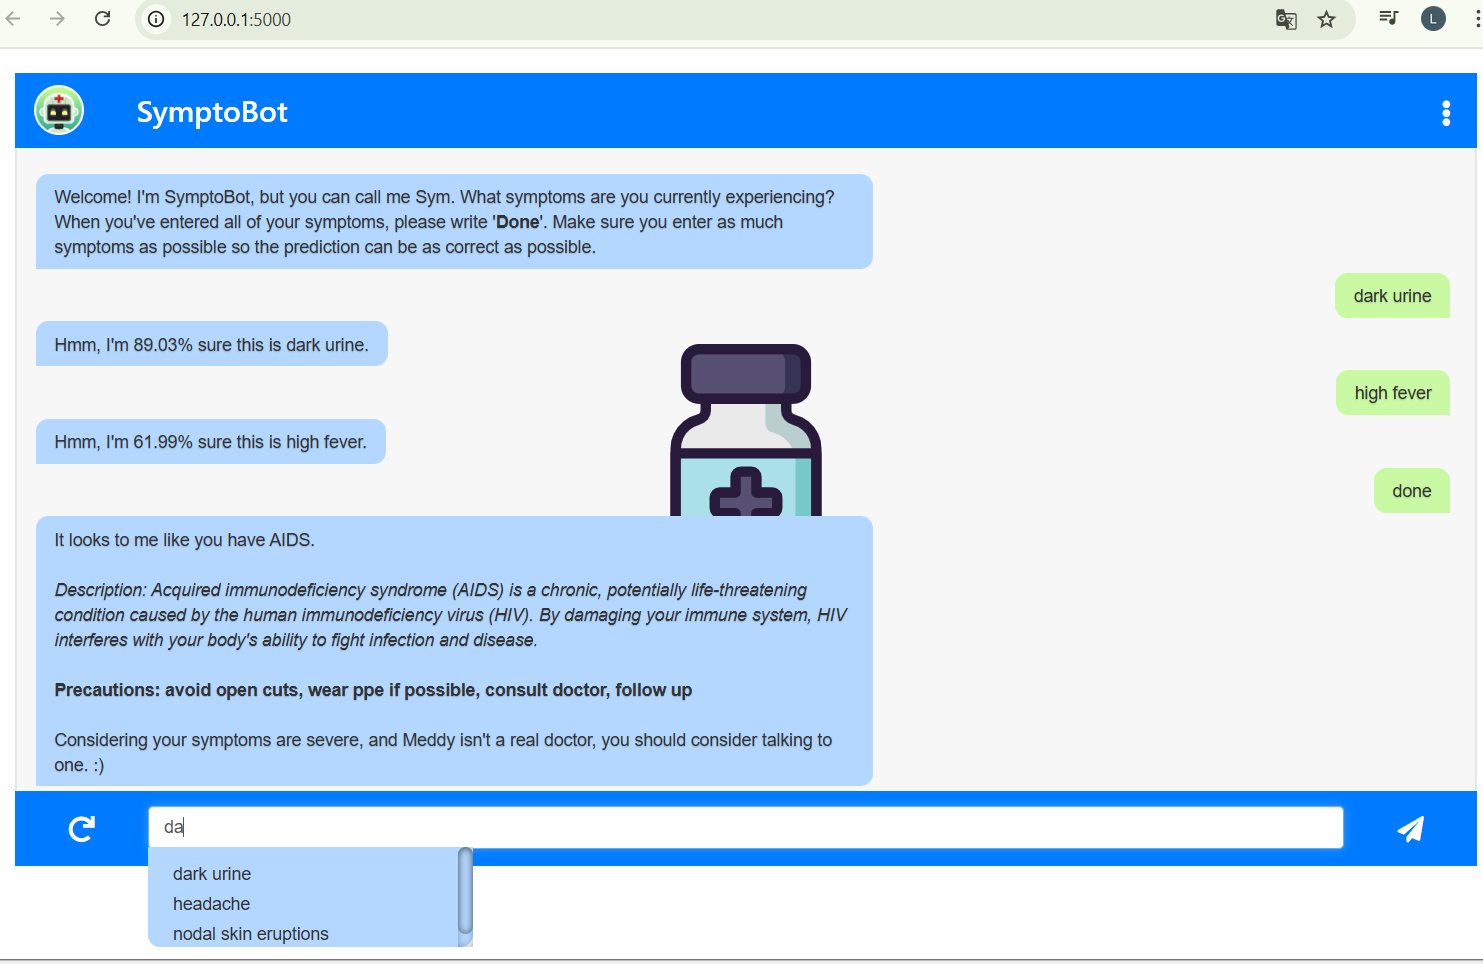 127.0.0.1:5000
L
SymptoBot
Welcome! I'm SymptoBot, but you can call me Sym. What symptoms are you currently experiencing?
When you've entered all of your symptoms, please write 'Done'. Make sure you enter as much
symptoms as possible so the prediction can be as correct as possible.
dark urine
Hmm, I'm 89.03% sure this is dark urine.
high fever
Hmm, I'm 61.99% sure this is high fever.
done
It looks to me like you have AIDS.
Description: Acquired immunodeficiency syndrome (AIDS) is a chronic, potentially life-threatening
condition caused by the human immunodeficiency virus (HIV). By damaging your immune system, HIV
interferes with your body's ability to fight infection and disease.
Precautions: avoid open cuts, wear ppe if possible, consult doctor, follow up
Considering your symptoms are severe, and Meddy isn't a real doctor, you should consider talking to
one. :)
da
dark urine
headache
nodal skin eruptions